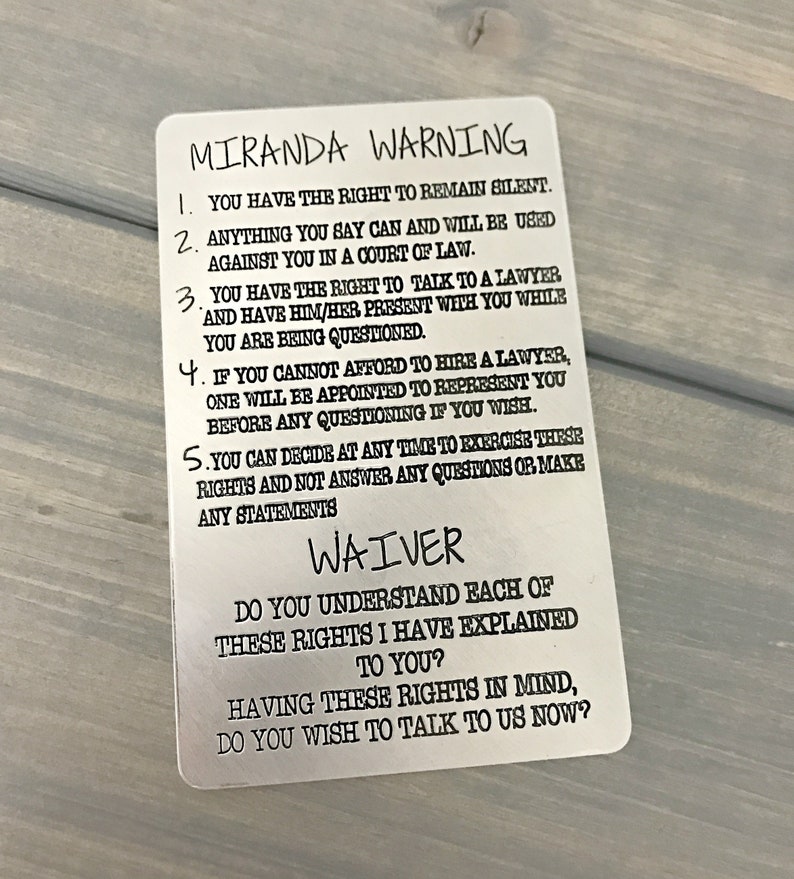 MIRANDA WARNING
1. YOU HAVE THE RIGHT TO REMAIN SILENT.
2. ANYTHING YOU SAY CAN AND WILL BE USED
AGAINST YOU IN A COURT OF LAW.
3. YOU HAVE THE RIGHT TO TALK TO A LAWYER
AND HAVE HIM/HER PRESENT WITH YOU WHILE
YOU ARE BEING QUESTIONED.
4. IF YOU CANNOT AFFORD TO HIRE A LAWYER,
ONE WILL BE APPOINTED TO REPRESENT YOU
BEFORE ANY QUESTIONING IF YOU WISH.
5. YOU CAN DECIDE AT ANY TIME TO EXERCISE THESE
RIGHTS AND NOT ANSWER ANY QUESTIONS OR MAKE
ANY STATEMENTS
WAIVER
DO YOU UNDERSTAND EACH OF
THESE RIGHTS I HAVE EXPLAINED
TO YOU?
HAVING THESE RIGHTS IN MIND,
DO YOU WISH TO TALK TO US NOW?